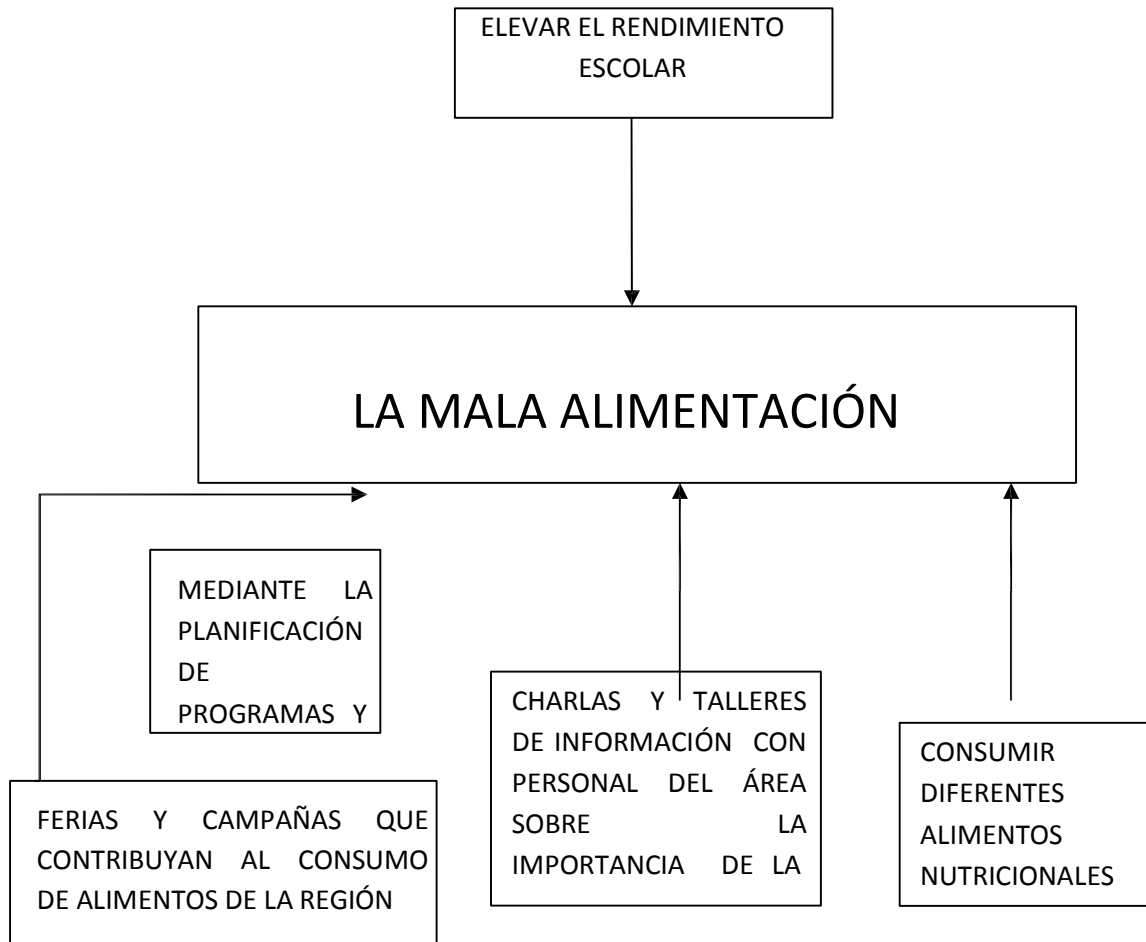 ELEVAR EL RENDIMIENTO
ESCOLAR
LA MALA ALIMENTACIÓN
MEDIANTE LA
PLANIFICACIÓN
DE
PROGRAMAS Y
CHARLAS Y TALLERES
DE INFORMACIÓN CON
PERSONAL DEL ÁREA
SOBRE LA
IMPORTANCIA DE LA
CONSUMIR
DIFERENTES
ALIMENTOS
NUTRICIONALES
FERIAS Y CAMPAÑAS QUE
CONTRIBUYAN AL CONSUMO
DE ALIMENTOS DE LA REGIÓN